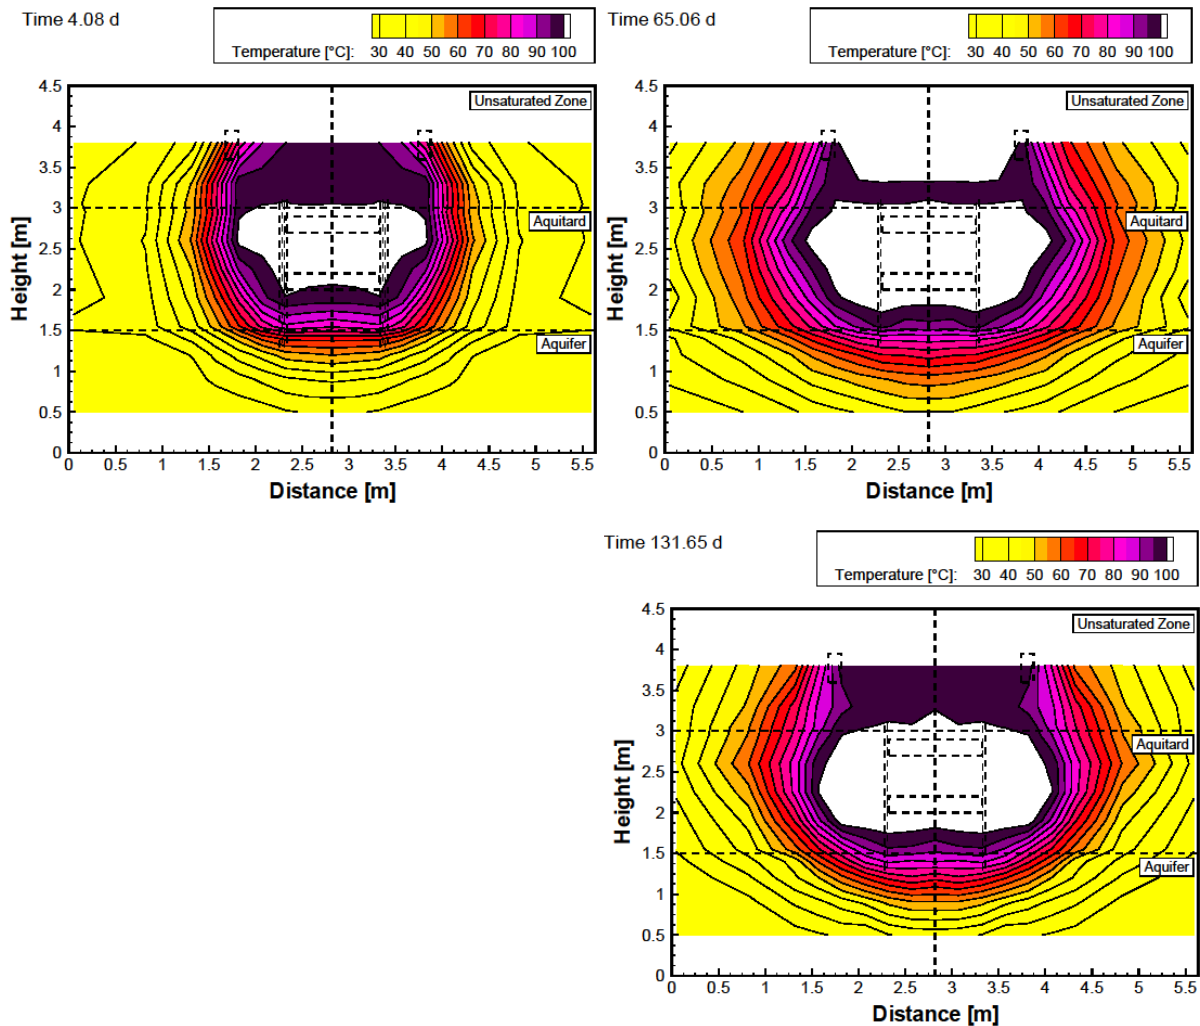 Time 4.08 d
Temperature [°C]:
30 40 50 60 70 80 90 100
4.5
4
3.5
3
2.5
2
1.5
1
0.5
0
Height [m]
Unsaturated Zone
Aquitard
Aquifer
0 0.5 1 1.5 2 2.5 3 3.5 4 4.5 5 5.5
Distance [m]
Time 65.06 d
Temperature [°C]:
30 40 50 60 70 80 90 100
4.5
4
3.5
3
2.5
2
1.5
1
0.5
0
Height [m]
Unsaturated Zone
Aquitard
Aquifer
0 0.5 1 1.5 2 2.5 3 3.5 4 4.5 5 5.5
Distance [m]
Time 131.65 d
Temperature [°C]:
30 40 50 60 70 80 90 100
4.5
4
3.5
3
2.5
2
1.5
1
0.5
0
Height [m]
Unsaturated Zone
Aquitard
Aquifer
0 0.5 1 1.5 2 2.5 3 3.5 4 4.5 5 5.5
Distance [m]